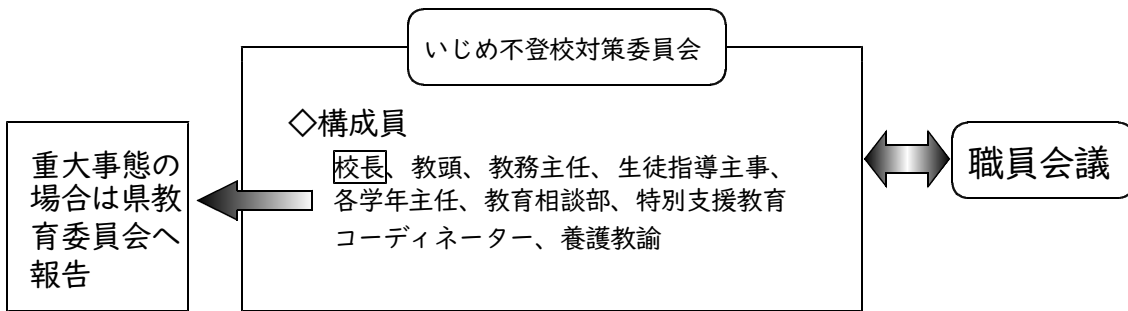 いじめ不登校対策委員会
◇構成員
校長、教頭、教務主任、生徒指導主事、
各学年主任、教育相談部、特別支援教育
コーディネーター、養護教諭
重大事態の
場合は県教
育委員会へ
報告
職員会議